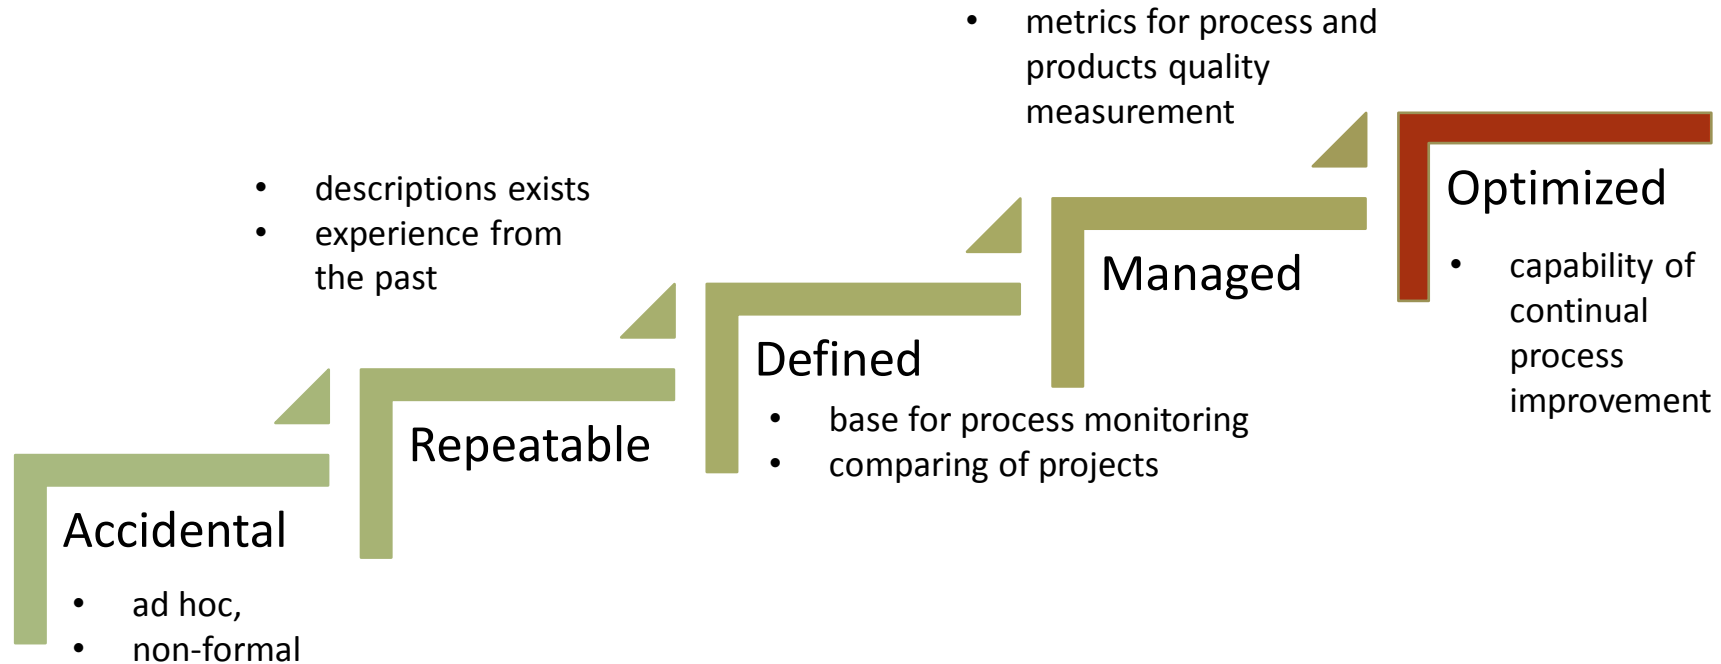 Accidental
• ad hoc,
• non-formal
• descriptions exists
• experience from
the past
Repeatable
Defined
• base for process monitoring
• comparing of projects
• metrics for process and
products quality
measurement
Managed
Optimized
• capability of
continual
process
improvement